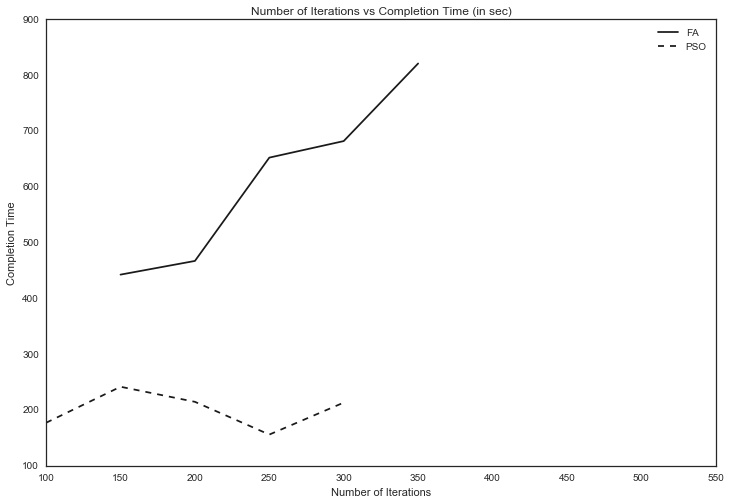 Number of Iterations vs Completion Time (in sec)
FA
PSO
900
800
700
600
500
400
300
200
100
Completion Time
100 150 200 250 300 350 400 450 500 550
Number of Iterations